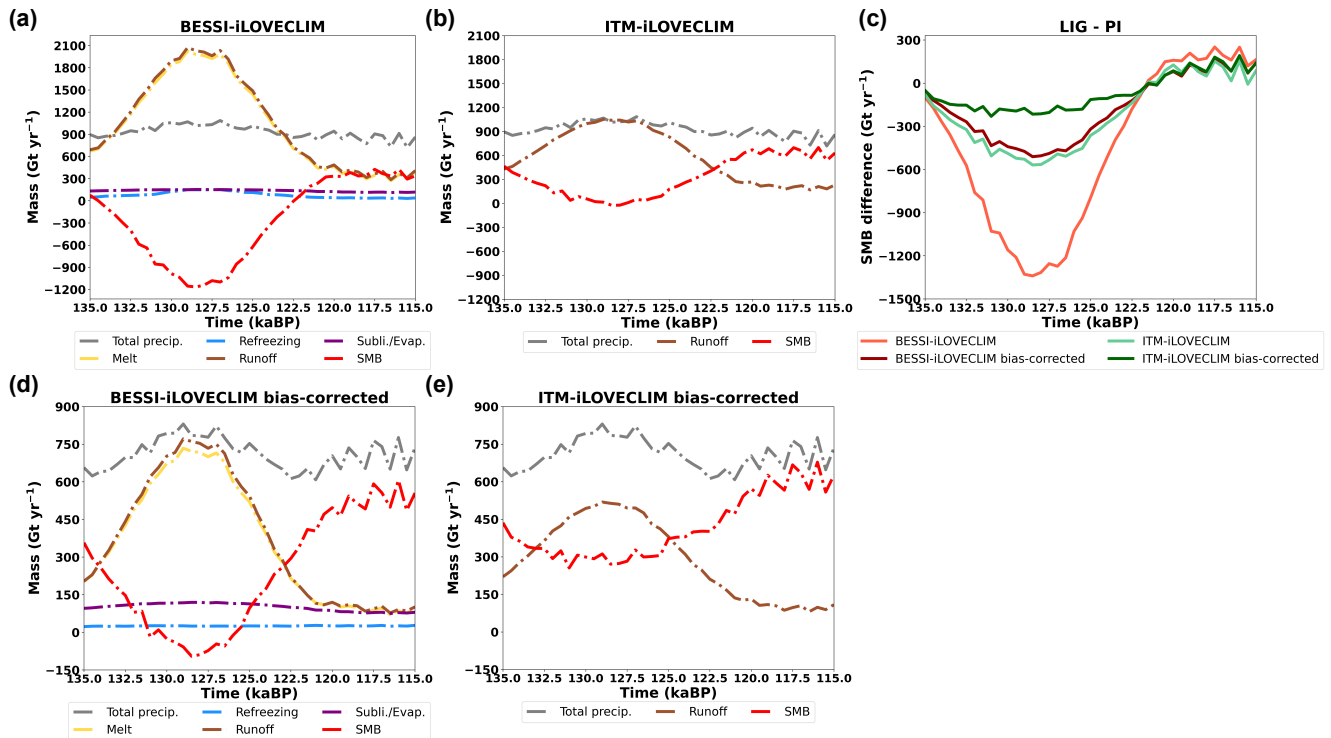 (a)
BESSI-iLOVECLIM
2100
1800
1500
1200
900
600
300
0
−300
−600
−900
−1200
Mass (Gt yr⁻¹)
135.0 132.5 130.0 127.5 125.0 122.5 120.0 117.5 115.0
Time (kaBP)
Total precip. Refreezing Subli./Evap.
Melt Runoff SMB
(b)
ITM-iLOVECLIM
2100
1800
1500
1200
900
600
300
0
−300
−600
−900
−1200
Mass (Gt yr⁻¹)
135.0 132.5 130.0 127.5 125.0 122.5 120.0 117.5 115.0
Time (kaBP)
Total precip. Runoff SMB
(c)
LIG - PI
300
0
−300
−600
−900
−1200
−1500
SMB difference (Gt yr⁻¹)
135.0 132.5 130.0 127.5 125.0 122.5 120.0 117.5 115.0
Time (kaBP)
BESSI-iLOVECLIM ITM-iLOVECLIM
BESSI-iLOVECLIM bias-corrected ITM-iLOVECLIM bias-corrected
(d)
BESSI-iLOVECLIM bias-corrected
900
750
600
450
300
150
0
−150
Mass (Gt yr⁻¹)
135.0 132.5 130.0 127.5 125.0 122.5 120.0 117.5 115.0
Time (kaBP)
Total precip. Refreezing Subli./Evap.
Melt Runoff SMB
(e)
ITM-iLOVECLIM bias-corrected
900
750
600
450
300
150
0
−150
Mass (Gt yr⁻¹)
135.0 132.5 130.0 127.5 125.0 122.5 120.0 117.5 115.0
Time (kaBP)
Total precip. Runoff SMB